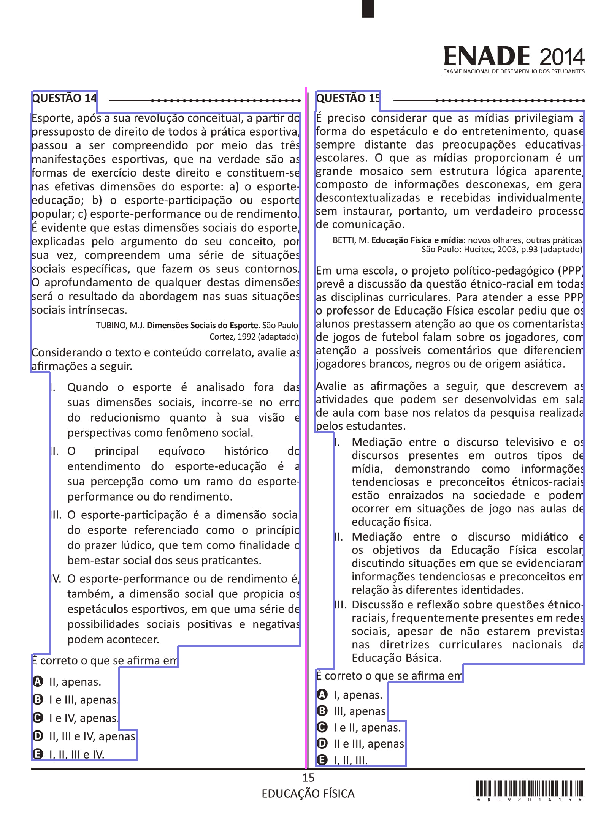 ENADE 2014
EXAME NACIONAL DE DESEMPENHO DOS ESTUDANTES
QUESTÃO 14
Esporte, após a sua revolução conceitual, a partir do
pressuposto de direito de todos à prática esportiva,
passou a ser compreendido por meio das três
manifestações esportivas, que na verdade são as
formas de exercício deste direito e constituem-se
nas efetivas dimensões do esporte: a) o esporte-
educação; b) o esporte-participação ou esporte
popular; c) esporte-performance ou de rendimento.
É evidente que estas dimensões sociais do esporte,
explicadas pelo argumento do seu conceito, por
sua vez, compreendem uma série de situações
sociais específicas, que fazem os seus contornos.
O aprofundamento de qualquer destas dimensões
será o resultado da abordagem nas suas situações
sociais intrínsecas.
TUBINO, M.J. Dimensões Sociais do Esporte. São Paulo:
Cortez, 1992 (adaptado).
Considerando o texto e conteúdo correlato, avalie as
afirmações a seguir.
I. Quando o esporte é analisado fora das
suas dimensões sociais, incorre-se no erro
do reducionismo quanto à sua visão e
perspectivas como fenômeno social.
II. O principal equívoco histórico do
entendimento do esporte-educação é a
sua percepção como um ramo do esporte-
performance ou do rendimento.
III. O esporte-participação é a dimensão social
do esporte referenciado como o princípio
do prazer lúdico, que tem como finalidade o
bem-estar social dos seus praticantes.
IV. O esporte-performance ou de rendimento é,
também, a dimensão social que propicia os
espetáculos esportivos, em que uma série de
possibilidades sociais positivas e negativas
podem acontecer.
É correto o que se afirma em
A II, apenas.
B I e III, apenas.
C I e IV, apenas.
D II, III e IV, apenas.
E I, II, III e IV.
QUESTÃO 15
É preciso considerar que as mídias privilegiam a
forma do espetáculo e do entretenimento, quase
sempre distante das preocupações educativas-
escolares. O que as mídias proporcionam é um
grande mosaico sem estrutura lógica aparente,
composto de informações desconexas, em geral
descontextualizadas e recebidas individualmente,
sem instaurar, portanto, um verdadeiro processo
de comunicação.
BETTI, M. Educação Física e mídia: novos olhares, outras práticas.
São Paulo: Hucitec, 2003, p.93 (adaptado).
Em uma escola, o projeto político-pedagógico (PPP)
prevê a discussão da questão étnico-racial em todas
as disciplinas curriculares. Para atender a esse PPP,
o professor de Educação Física escolar pediu que os
alunos prestassem atenção ao que os comentaristas
de jogos de futebol falam sobre os jogadores, com
atenção a possíveis comentários que diferenciem
jogadores brancos, negros ou de origem asiática.
Avalie as afirmações a seguir, que descrevem as
atividades que podem ser desenvolvidas em sala
de aula com base nos relatos da pesquisa realizada
pelos estudantes.
I. Mediação entre o discurso televisivo e os
discursos presentes em outros tipos de
mídia, demonstrando como informações
tendenciosas e preconceitos étnicos-raciais
estão enraizados na sociedade e podem
ocorrer em situações de jogo nas aulas de
educação física.
II. Mediação entre o discurso midiático e
os objetivos da Educação Física escolar,
discutindo situações em que se evidenciaram
informações tendenciosas e preconceitos em
relação às diferentes identidades.
III. Discussão e reflexão sobre questões étnico-
raciais, frequentemente presentes em redes
sociais, apesar de não estarem previstas
nas diretrizes curriculares nacionais da
Educação Básica.
É correto o que se afirma em
A I, apenas.
B III, apenas.
C I e II, apenas.
D II e III, apenas.
E I, II, III.
15
EDUCAÇÃO FÍSICA